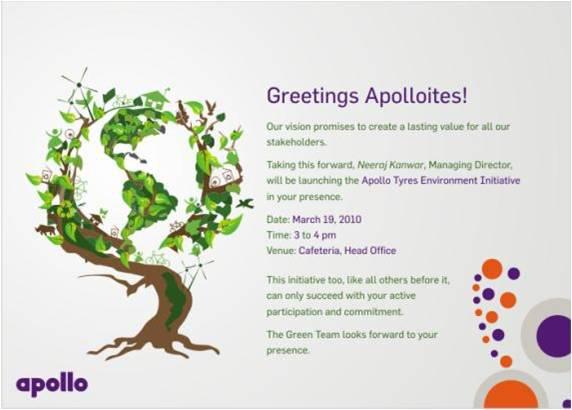 Greetings Apolloites!
Our vision promises to create a lasting value for all our
stakeholders.
Taking this forward, Neeraj Kanwar, Managing Director,
will be launching the Apollo Tyres Environment Initiative
in your presence.
Date: March 19, 2010
Time: 3 to 4 pm
Venue: Cafeteria, Head Office
This initiative too, like all others before it,
can only succeed with your active
participation and commitment.
The Green Team looks forward to your
presence.
apollo